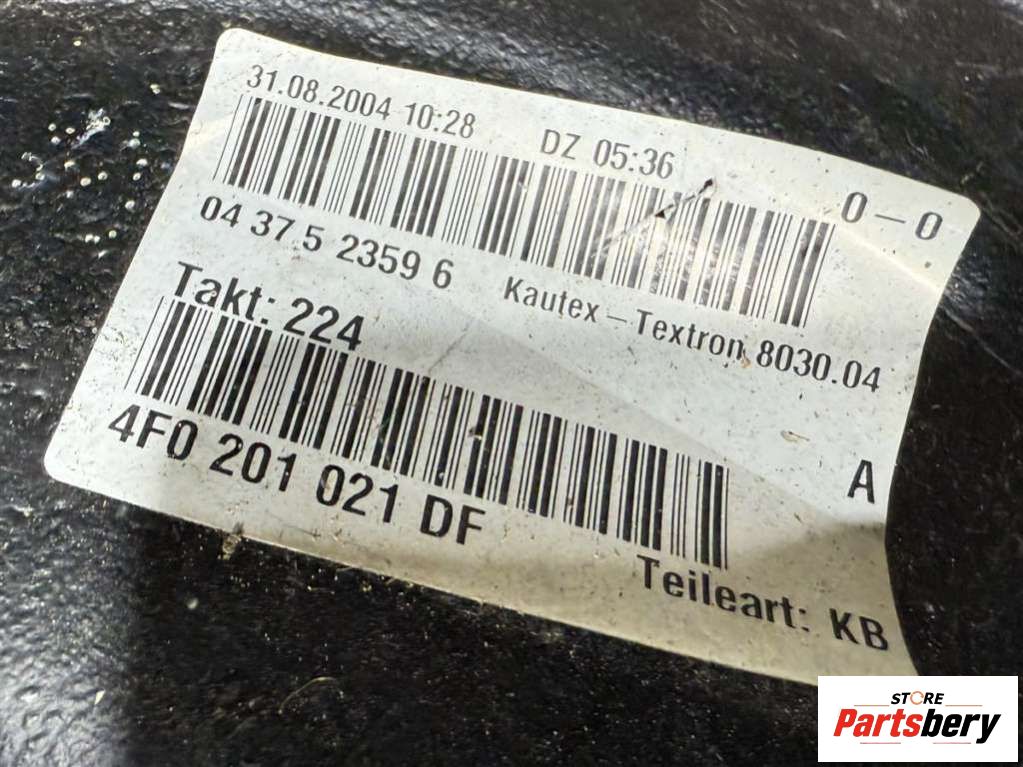 31.08.2004 10:28 DZ 05:36
0-0
04 37 5 2359 6 Kautex-Textron 8030.04
Takt: 224
A
4F0 201 021 DF
Teileart: KB
STORE
Partsbery